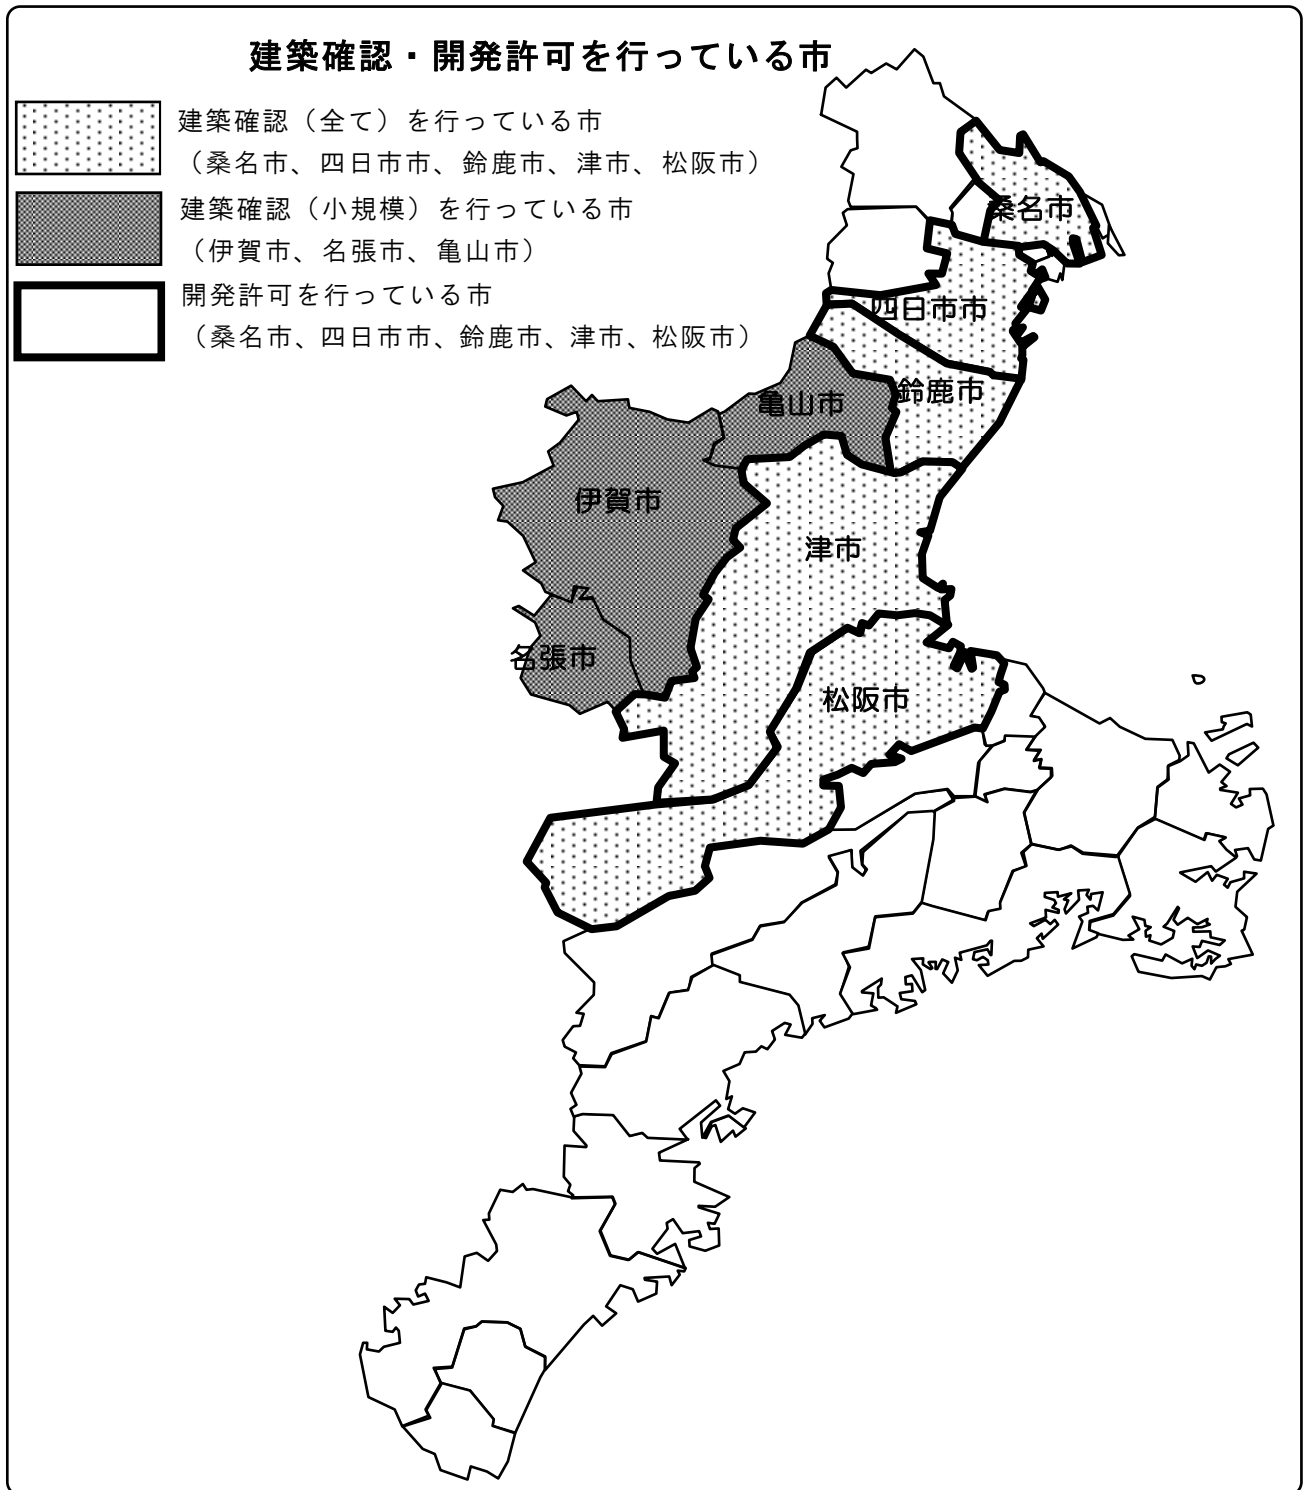 建築確認・開発許可を行っている市
建築確認（全て）を行っている市
（桑名市、四日市市、鈴鹿市、津市、松阪市）
建築確認（小規模）を行っている市
（伊賀市、名張市、亀山市）
開発許可を行っている市
（桑名市、四日市市、鈴鹿市、津市、松阪市）
桑名市
四日市市
鈴鹿市
亀山市
伊賀市
津市
名張市
松阪市